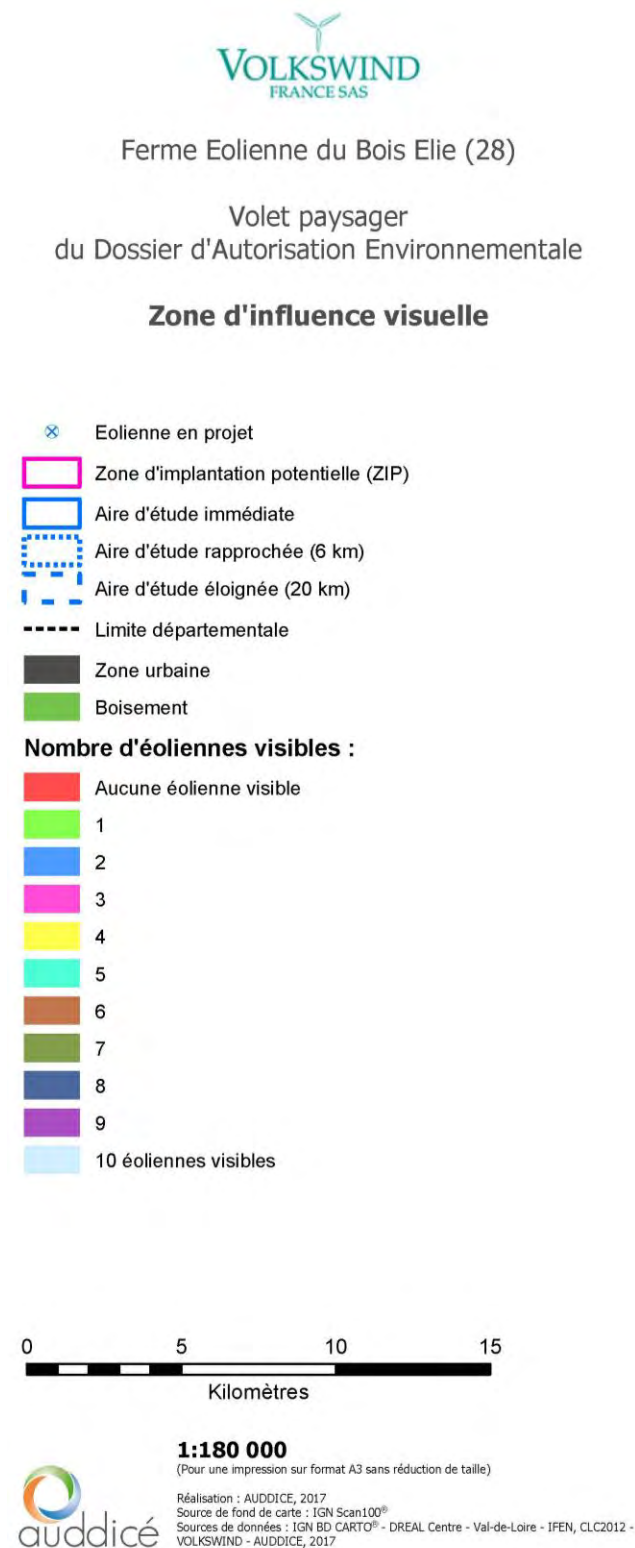 VOLKSWIND
FRANCE SAS
Ferme Eolienne du Bois Elie (28)
Volet paysager
du Dossier d'Autorisation Environnementale
Zone d'influence visuelle
Eolienne en projet
Zone d'implantation potentielle (ZIP)
Aire d'étude immédiate
Aire d'étude rapprochée (6 km)
Aire d'étude éloignée (20 km)
Limite départementale
Zone urbaine
Boisement
Nombre d'éoliennes visibles :
Aucune éolienne visible
1
2
3
4
5
6
7
8
9
10 éoliennes visibles
0 5 10 15
Kilomètres
1:180 000
(Pour une impression sur format A3 sans réduction de taille)
Réalisation : AUDDICE, 2017
Source de fond de carte : IGN Scan100®
Sources de données : IGN BD CARTO® - DREAL Centre - Val-de-Loire - IFEN, CLC2012 -
VOLKSWIND - AUDDICE, 2017
auddicé